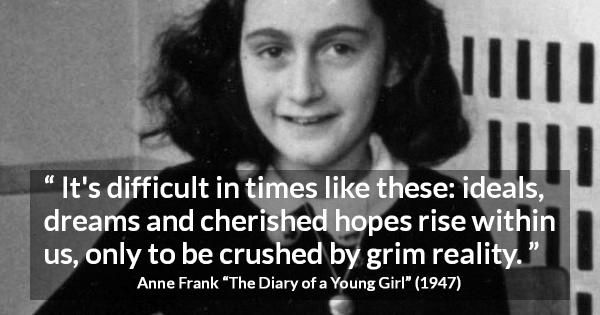 “ It's difficult in times like these: ideals,
dreams and cherished hopes rise within
us, only to be crushed by grim reality. ”
Anne Frank “The Diary of a Young Girl” (1947)